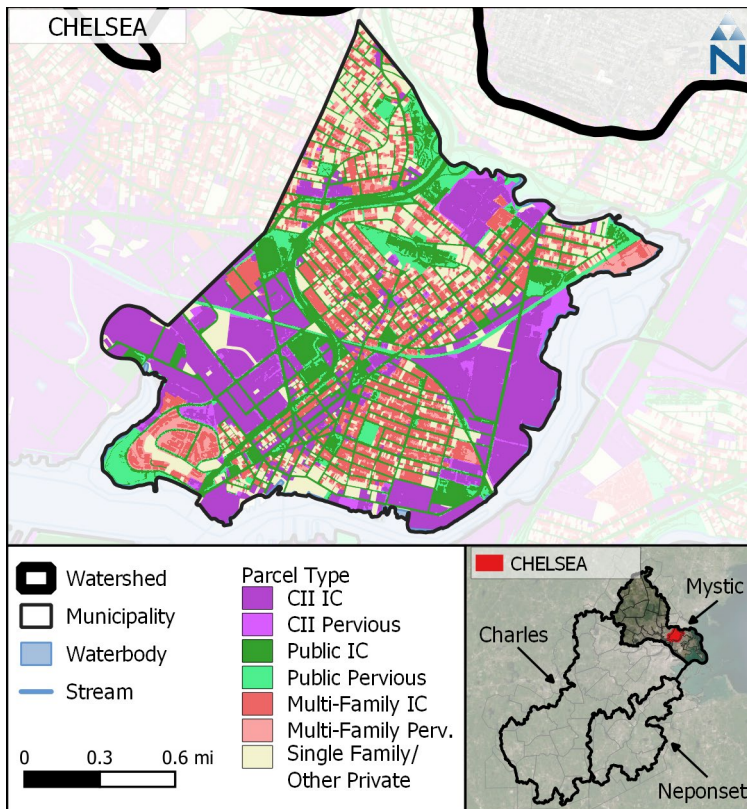 CHELSEA
N
Watershed
Municipality
Waterbody
Stream
0 0.3 0.6 mi
Parcel Type
CII IC
CII Pervious
Public IC
Public Pervious
Multi-Family IC
Multi-Family Perv.
Single Family/
Other Private
CHELSEA
Mystic
Charles
Neponset